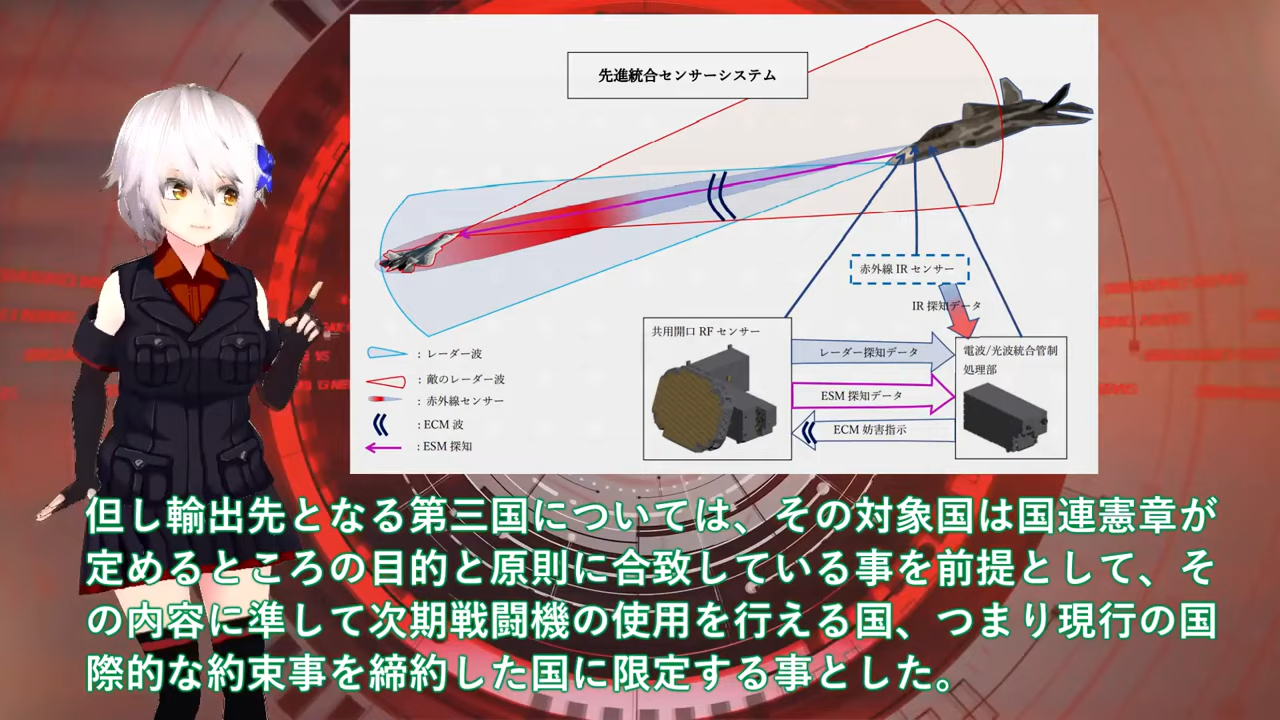 先進統合センサーシステム
赤外線 IR センサー
IR 探知データ
共用開口 RF センサー
電波/光波統合管制
処理部
レーダー探知データ
ESM 探知データ
ECM 妨害指示
：レーダー波
：敵のレーダー波
：赤外線センサー
：ECM 波
：ESM 探知
但し輸出先となる第三国については、その対象国は国連憲章が
定めるところの目的と原則に合致している事を前提として、そ
の内容に準して次期戦闘機の使用を行える国、つまり現行の国
際的な約束事を締約した国に限定する事とした。